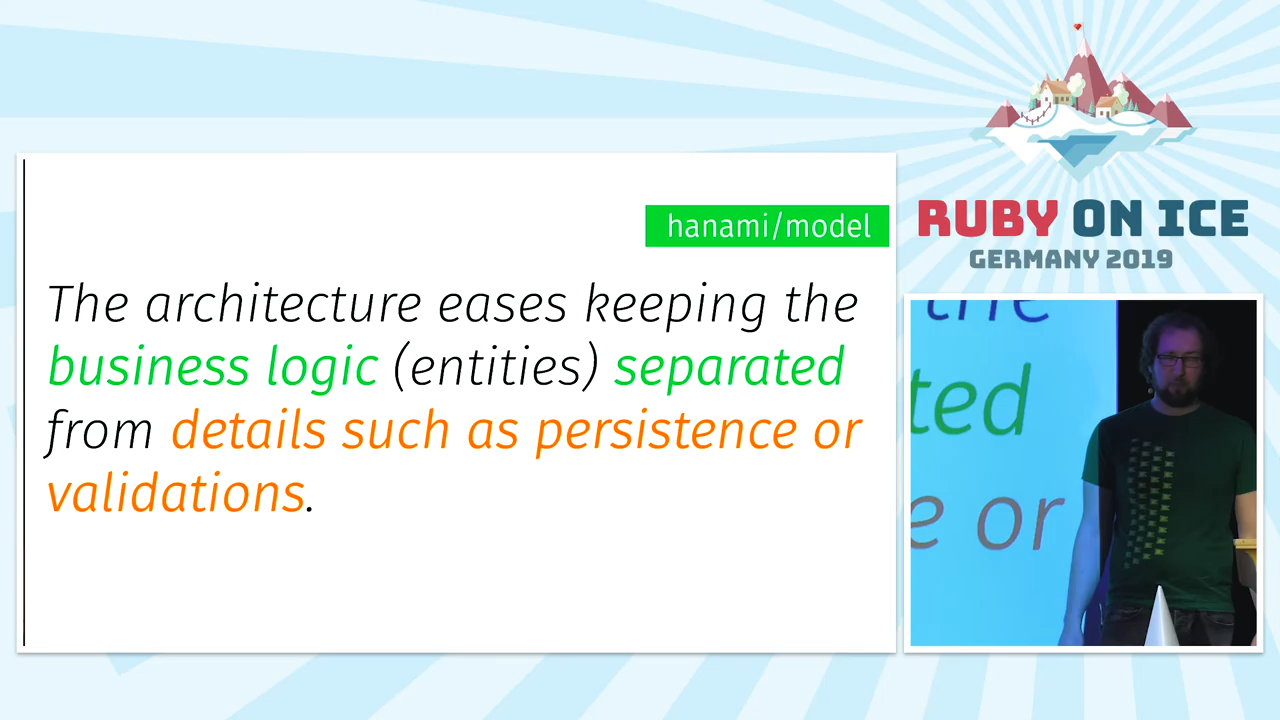 RUBY ON ICE
GERMANY 2019
hanami/model
The architecture eases keeping the
business logic (entities) separated
from details such as persistence or
validations.
the
ted
e or